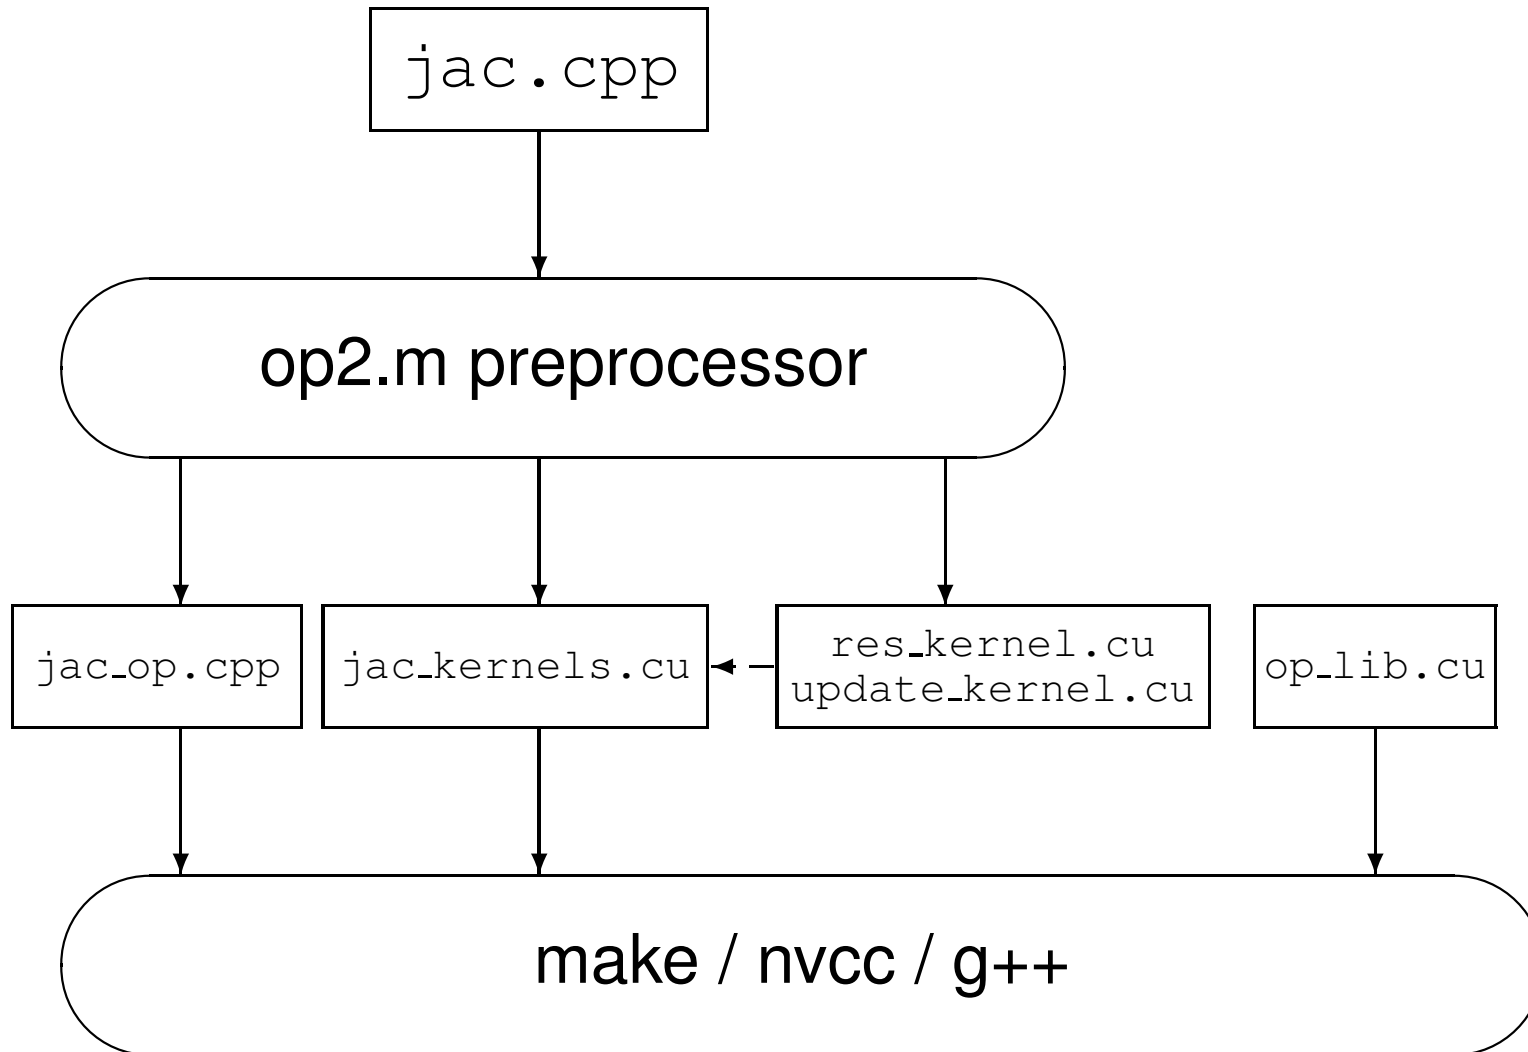 jac.cpp
op2.m preprocessor
jac_op.cpp
jac_kernels.cu
res_kernel.cu
update_kernel.cu
op_lib.cu
make / nvcc / g++